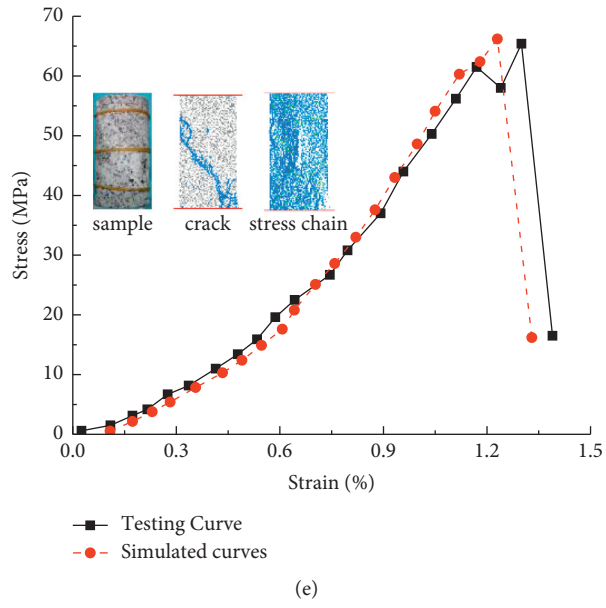 70
60
50
40
30
20
10
0
Stress (MPa)
sample crack stress chain
0.0 0.3 0.6 0.9 1.2 1.5
Strain (%)
Testing Curve
Simulated curves
(e)